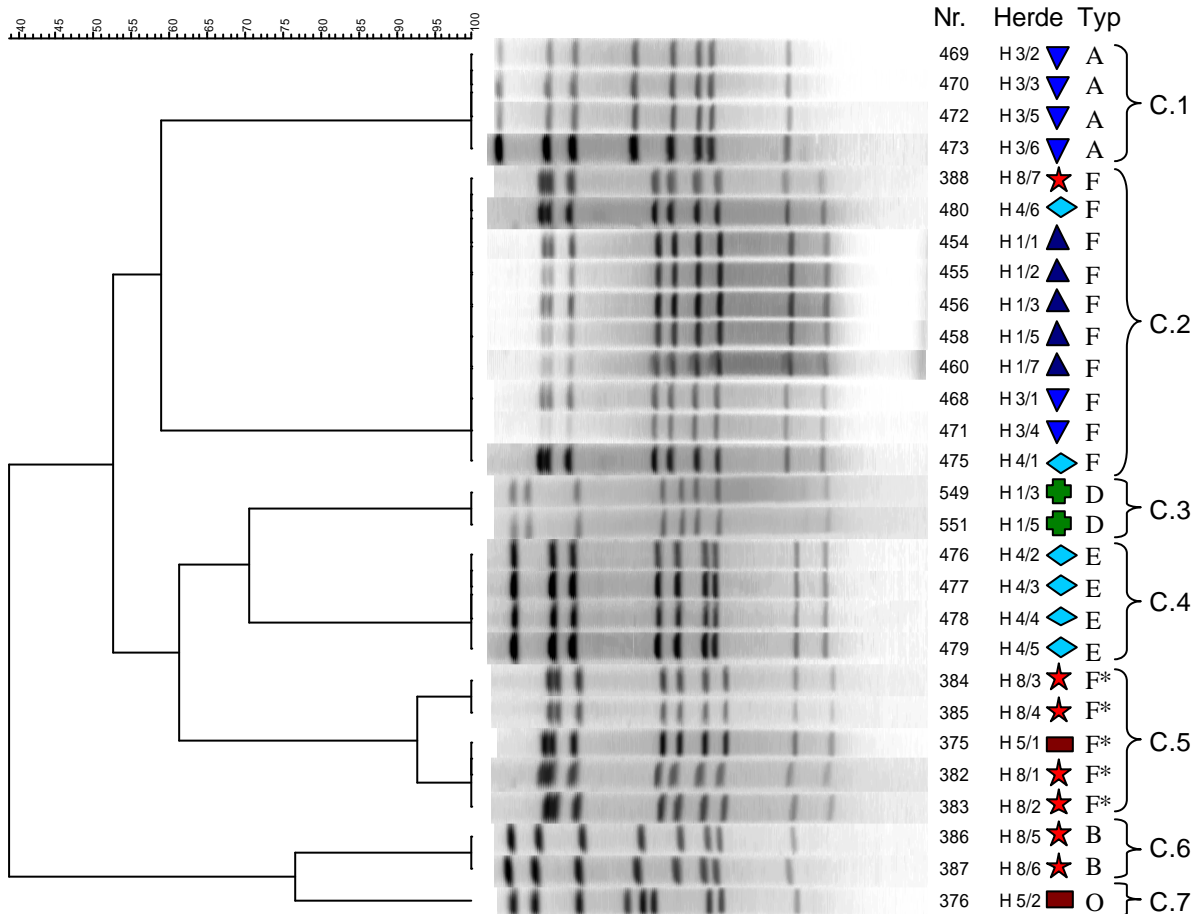 40 45 50 55 60 65 70 75 80 85 90 95 100
Nr. Herde Typ
469 H 3/2 A
470 H 3/3 A
472 H 3/5 A
473 H 3/6 A
C.1
388 H 8/7 F
480 H 4/6 F
454 H 1/1 F
455 H 1/2 F
456 H 1/3 F
458 H 1/5 F
460 H 1/7 F
468 H 3/1 F
471 H 3/4 F
475 H 4/1 F
C.2
549 H 1/3 D
551 H 1/5 D
C.3
476 H 4/2 E
477 H 4/3 E
478 H 4/4 E
479 H 4/5 E
C.4
384 H 8/3 F*
385 H 8/4 F*
375 H 5/1 F*
382 H 8/1 F*
383 H 8/2 F*
C.5
386 H 8/5 B
387 H 8/6 B
C.6
376 H 5/2 O
C.7